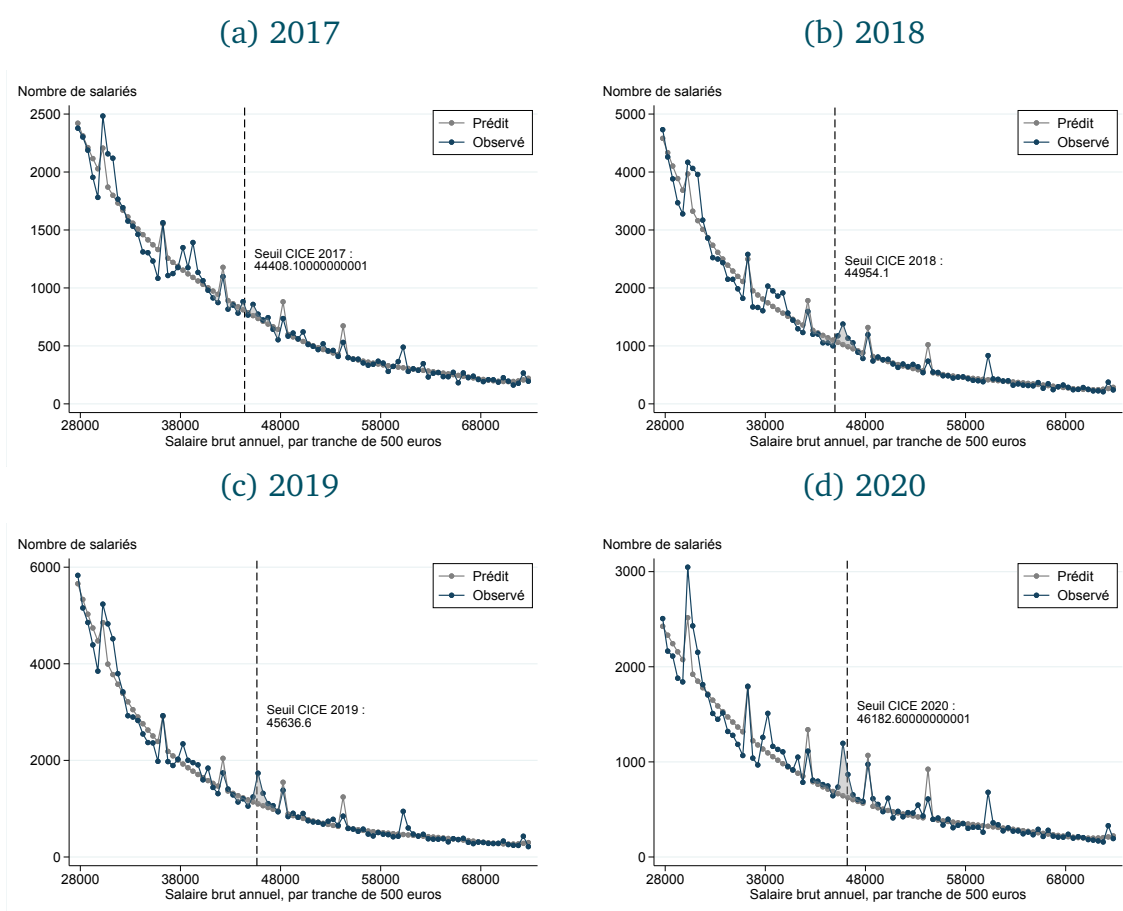 (a) 2017
Nombre de salariés
2500
2000
1500
1000
500
0
Prédit
Observé
Seuil CICE 2017 :
44408.10000000001
28000 38000 48000 58000 68000
Salaire brut annuel, par tranche de 500 euros
(b) 2018
Nombre de salariés
5000
4000
3000
2000
1000
0
Prédit
Observé
Seuil CICE 2018 :
44954.1
28000 38000 48000 58000 68000
Salaire brut annuel, par tranche de 500 euros
(c) 2019
Nombre de salariés
6000
4000
2000
0
Prédit
Observé
Seuil CICE 2019 :
45636.6
28000 38000 48000 58000 68000
Salaire brut annuel, par tranche de 500 euros
(d) 2020
Nombre de salariés
3000
2000
1000
0
Prédit
Observé
Seuil CICE 2020 :
46182.60000000001
28000 38000 48000 58000 68000
Salaire brut annuel, par tranche de 500 euros